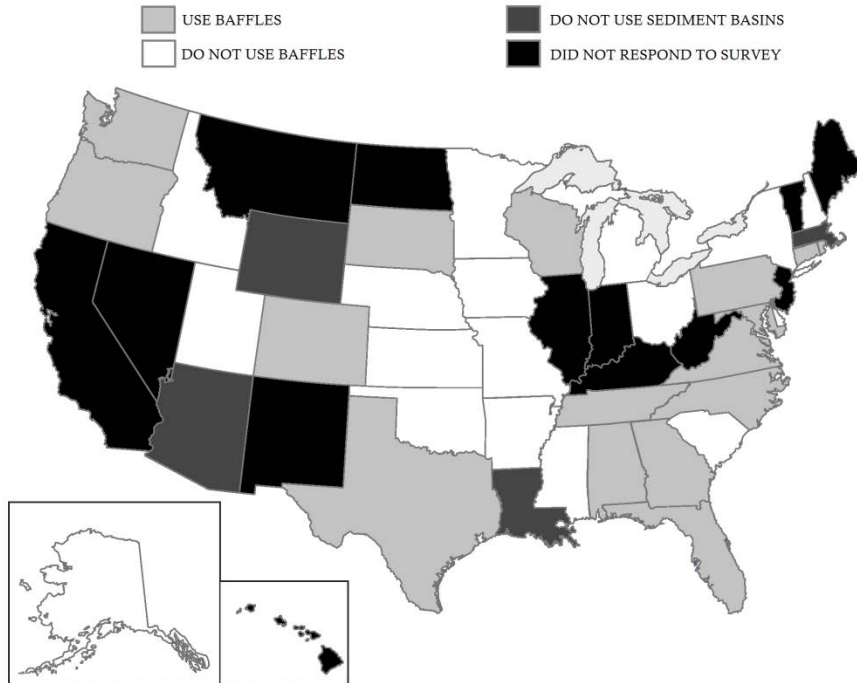 USE BAFFLES
DO NOT USE BAFFLES
DO NOT USE SEDIMENT BASINS
DID NOT RESPOND TO SURVEY